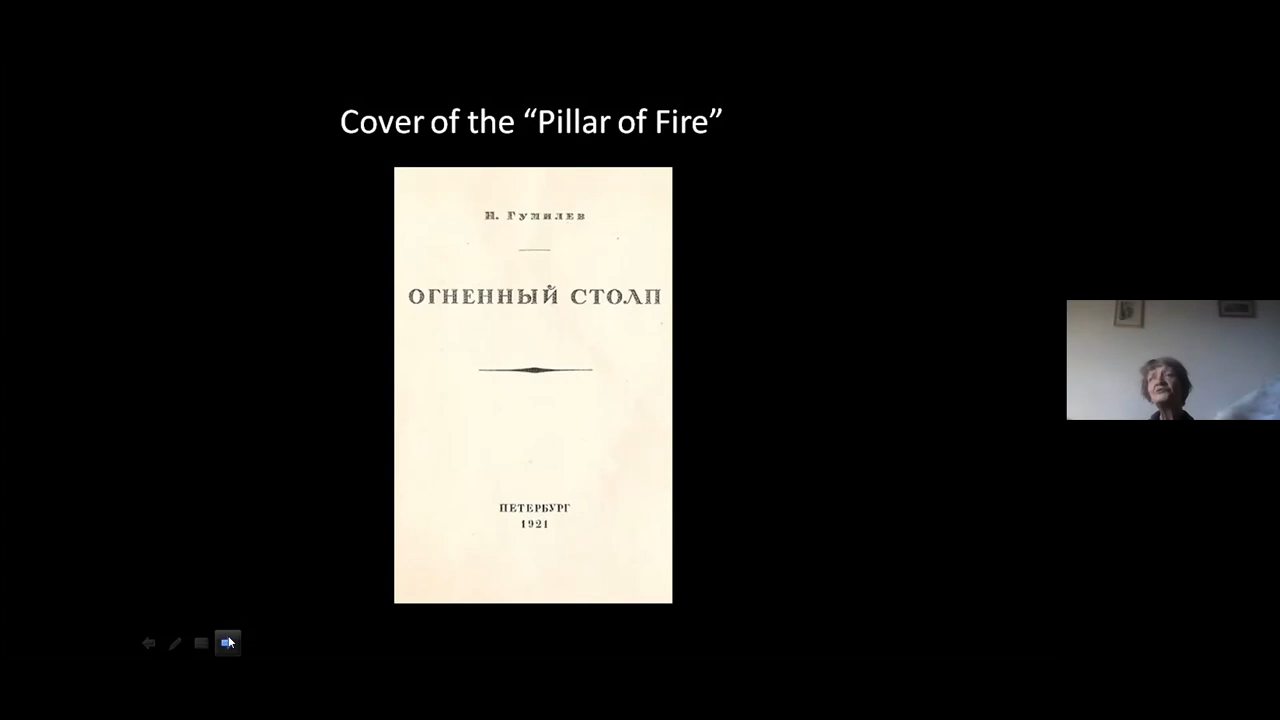 Cover of the “Pillar of Fire”
Н. Гумилев
ОГНЕННЫЙ СТОЛП
ПЕТЕРБУРГ
1921